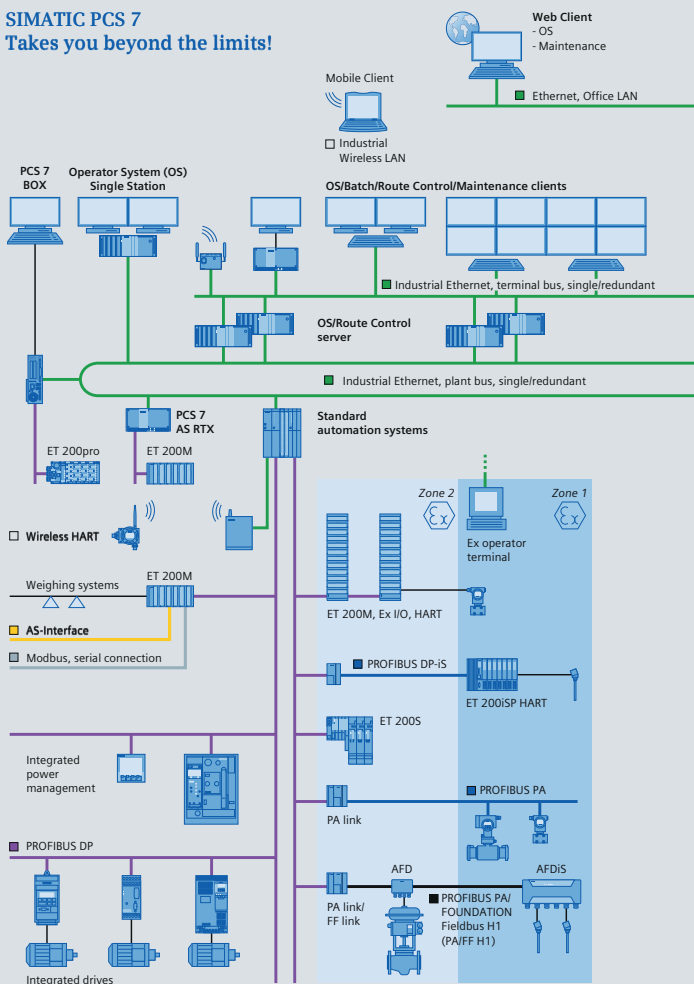 SIMATIC PCS 7
Takes you beyond the limits!
Web Client
- OS
- Maintenance
Ethernet, Office LAN
Mobile Client
Industrial
Wireless LAN
PCS 7
BOX
Operator System (OS)
Single Station
OS/Batch/Route Control/Maintenance clients
Industrial Ethernet, terminal bus, single/redundant
OS/Route Control
server
Industrial Ethernet, plant bus, single/redundant
PCS 7
AS RTX
Standard
automation systems
ET 200pro
ET 200M
Zone 2
Zone 1
εx
εx
Ex operator
terminal
Wireless HART
ET 200M
Weighing systems
ET 200M, Ex I/O, HART
AS-Interface
Modbus, serial connection
PROFIBUS DP-iS
ET 200iSP HART
ET 200S
Integrated
power
management
PROFIBUS PA
PA link
PROFIBUS DP
AFD
AFDiS
PA link/
FF link
PROFIBUS PA/
FOUNDATION
Fieldbus H1
(PA/FF H1)
Integrated drives